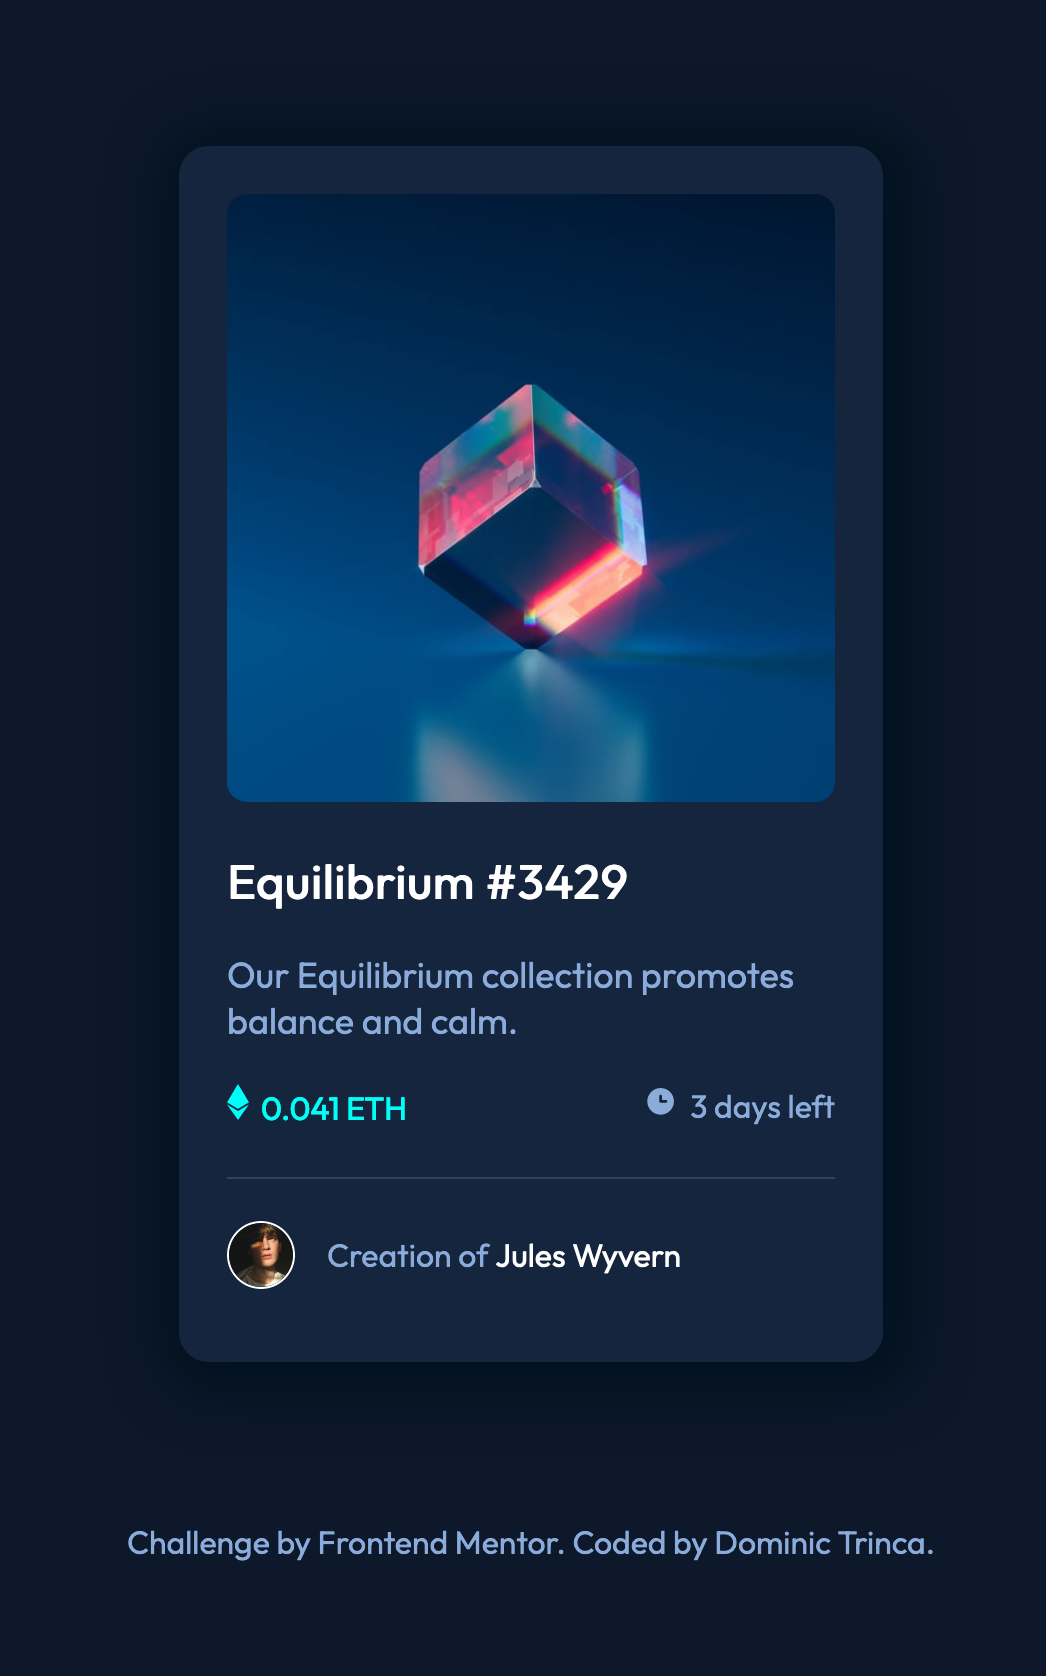 Equilibrium #3429
Our Equilibrium collection promotes
balance and calm.
0.041 ETH
3 days left
Creation of Jules Wyvern
Challenge by Frontend Mentor. Coded by Dominic Trinca.